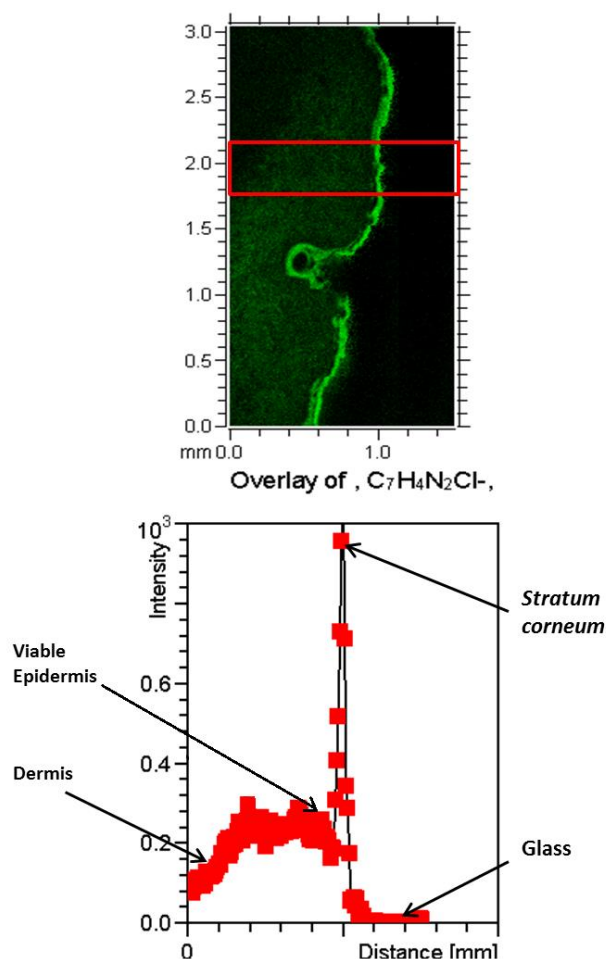 3.0
2.5
2.0
1.5
1.0
0.5
0.0
mm 0.0 1.0
Overlay of , C₇H₄N₂Cl-,
10³
Intensity
0.6
0.4
0.2
0.0
0
Distance [mm]
Stratum
corneum
Viable
Epidermis
Dermis
Glass